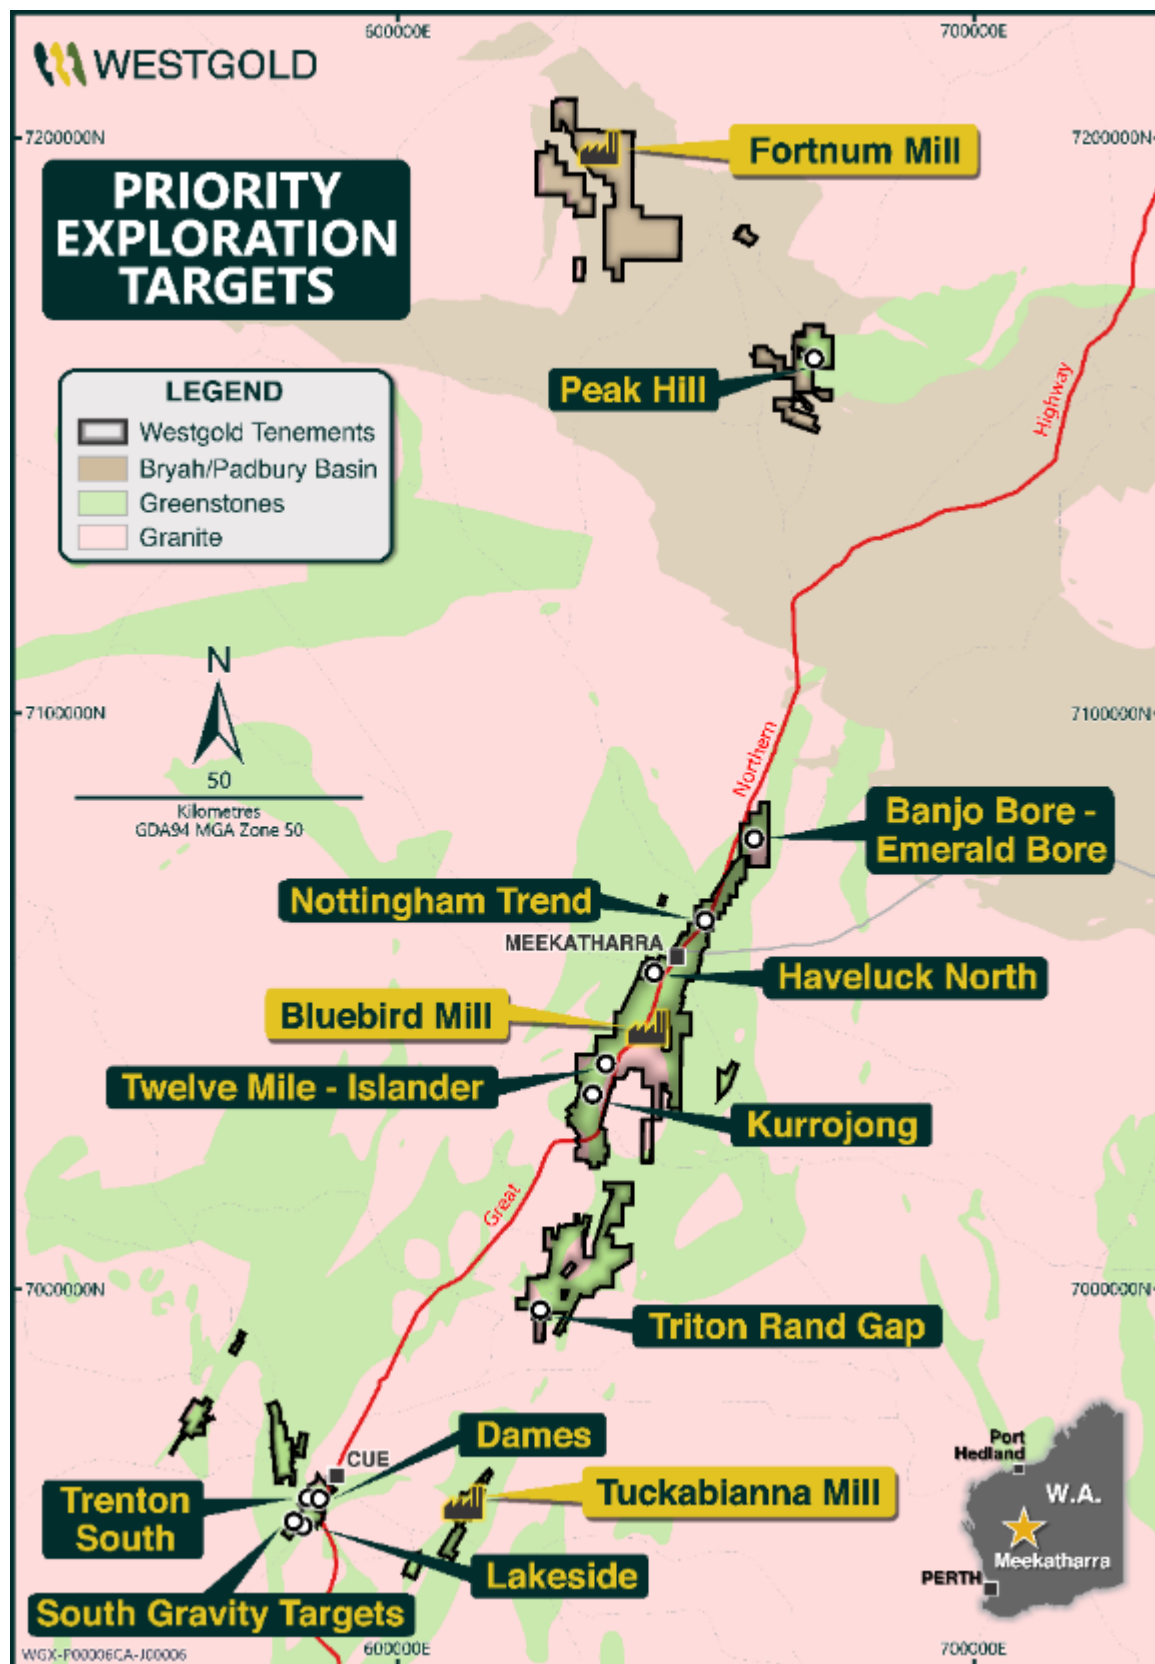 600000E
700000E
WESTGOLD
7200000N
7200000N
Fortnum Mill
PRIORITY
EXPLORATION
TARGETS
Peak Hill
Highway
LEGEND
Westgold Tenements
Bryah/Padbury Basin
Greenstones
Granite
N
7100000N
7100000N
50
Kilometres
GDA94 MGA Zone 50
Northern
Banjo Bore -
Emerald Bore
Nottingham Trend
MEEKATHARRA
Haveluck North
Bluebird Mill
Twelve Mile - Islander
Kurrojong
Great
7000000N
7000000N
Triton Rand Gap
Dames
CUE
Trenton
South
Tuckabianna Mill
Lakeside
South Gravity Targets
Port
Hedland
W.A.
Meekatharra
PERTH
WGX-P00006CA-J00006
600000E
700000E